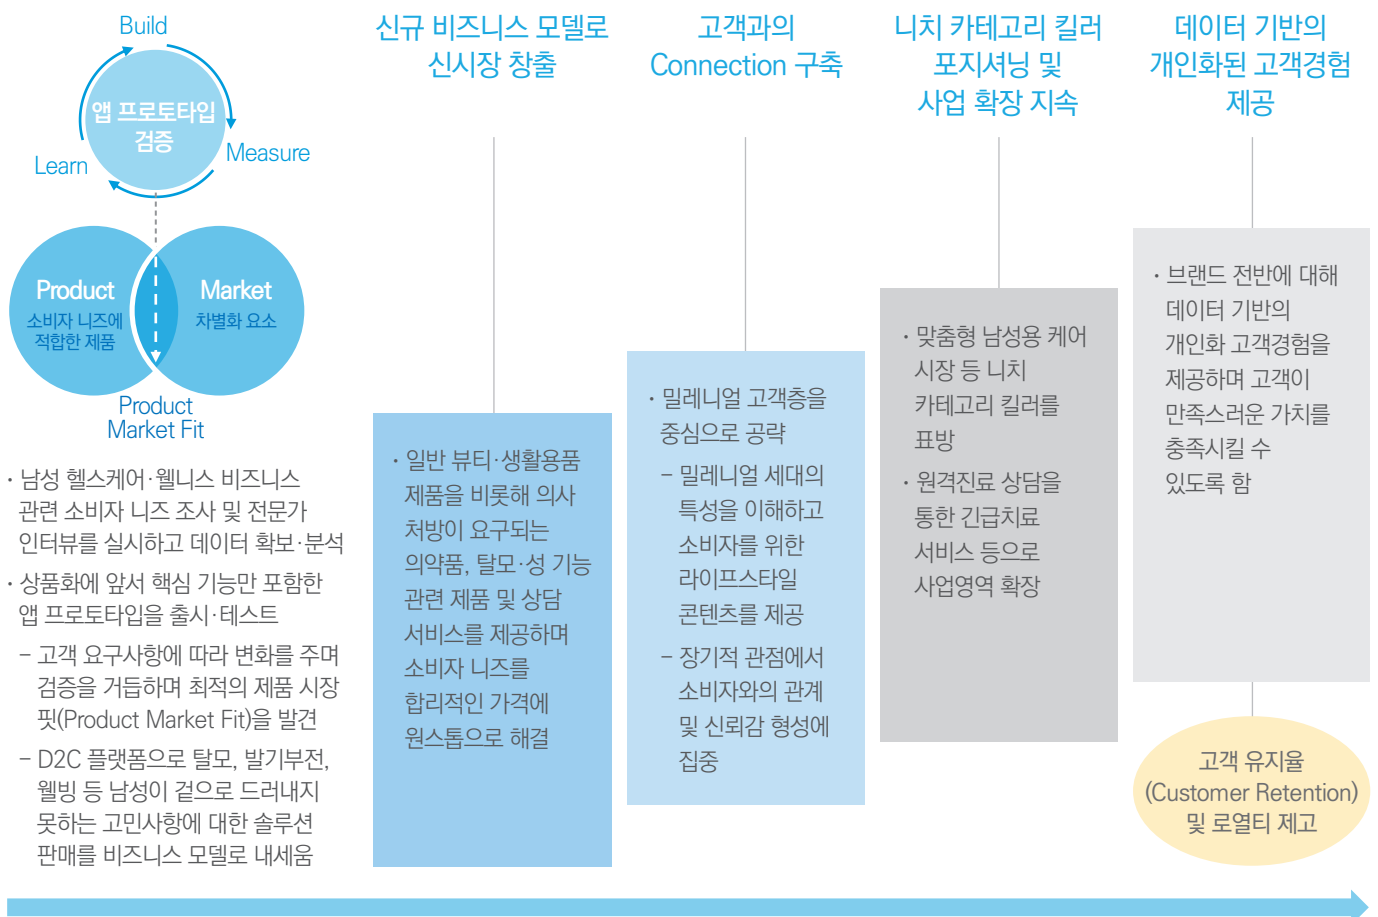 Build
앱 프로토타입
검증
Learn
Measure
Product
소비자 니즈에
적합한 제품
Market
차별화 요소
Product
Market Fit
· 남성 헬스케어·웰니스 비즈니스
관련 소비자 니즈 조사 및 전문가
인터뷰를 실시하고 데이터 확보·분석
· 상품화에 앞서 핵심 기능만 포함한
앱 프로토타입을 출시·테스트
– 고객 요구사항에 따라 변화를 주며
검증을 거듭하며 최적의 제품 시장
핏(Product Market Fit)을 발견
– D2C 플랫폼으로 탈모, 발기부전,
웰빙 등 남성이 겉으로 드러내지
못하는 고민사항에 대한 솔루션
판매를 비즈니스 모델로 내세움
신규 비즈니스 모델로
신시장 창출
· 일반 뷰티·생활용품
제품을 비롯해 의사
처방이 요구되는
의약품, 탈모·성 기능
관련 제품 및 상담
서비스를 제공하며
소비자 니즈를
합리적인 가격에
원스톱으로 해결
고객과의
Connection 구축
· 밀레니얼 고객층을
중심으로 공략
– 밀레니얼 세대의
특성을 이해하고
소비자를 위한
라이프스타일
콘텐츠를 제공
– 장기적 관점에서
소비자와의 관계
및 신뢰감 형성에
집중
니치 카테고리 킬러
포지셔닝 및
사업 확장 지속
· 맞춤형 남성용 케어
시장 등 니치
카테고리 킬러를
표방
· 원격진료 상담을
통한 긴급치료
서비스 등으로
사업영역 확장
데이터 기반의
개인화된 고객경험
제공
· 브랜드 전반에 대해
데이터 기반의
개인화 고객경험을
제공하며 고객이
만족스러운 가치를
충족시킬 수
있도록 함
고객 유지율
(Customer Retention)
및 로열티 제고